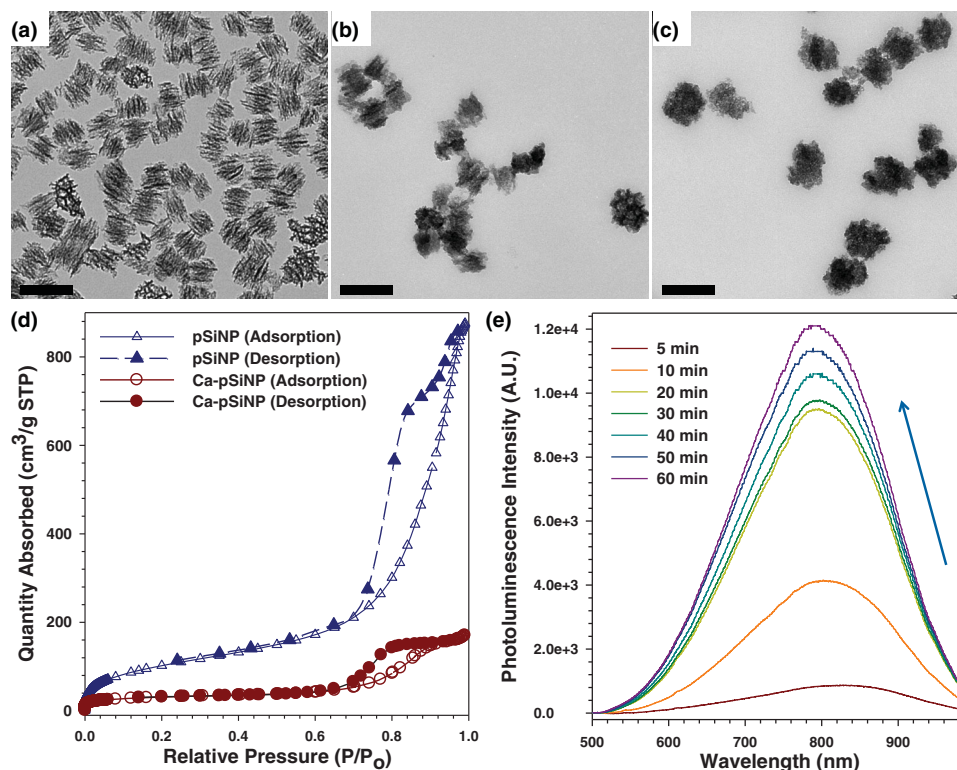 (a)
(b)
(c)
(d)
pSiNP (Adsorption)
pSiNP (Desorption)
Ca-pSiNP (Adsorption)
Ca-pSiNP (Desorption)
Quantity Absorbed (cm³/g STP)
800
600
400
200
0
0.0 0.2 0.4 0.6 0.8 1.0
Relative Pressure (P/Po)
(e)
5 min
10 min
20 min
30 min
40 min
50 min
60 min
Photoluminescence Intensity (A.U.)
1.2e+4
1.0e+4
8.0e+3
6.0e+3
4.0e+3
2.0e+3
0.0
500 600 700 800 900
Wavelength (nm)